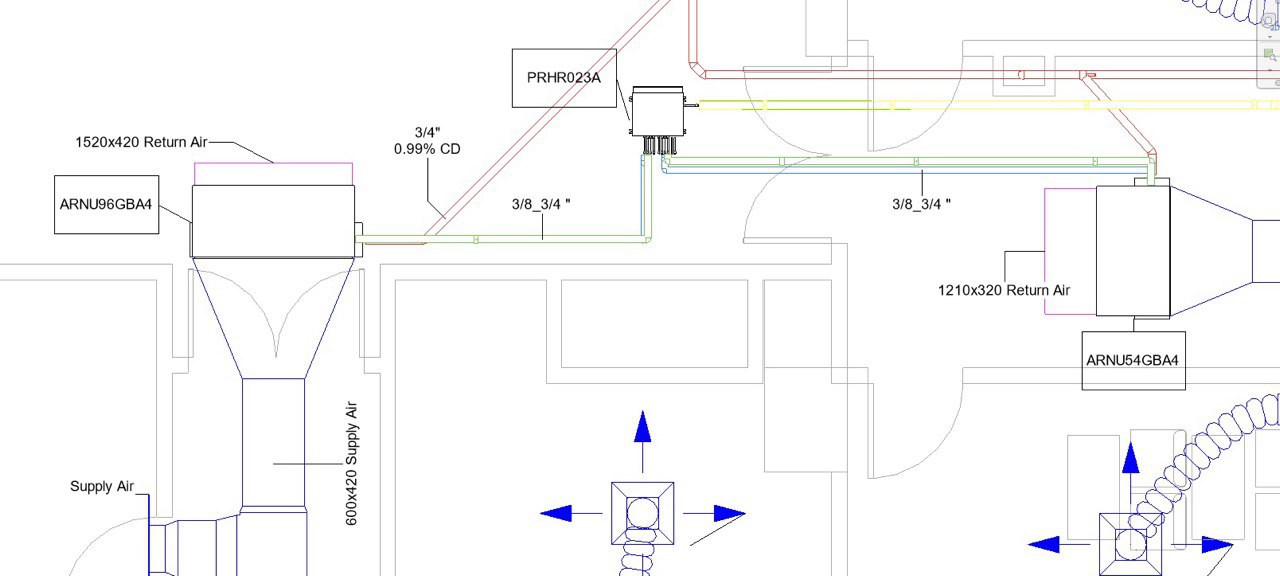 PRHR023A
3/4"
0.99% CD
1520x420 Return Air
ARNU96GBA4
3/8_3/4 "
3/8_3/4 "
1210x320 Return Air
ARNU54GBA4
600x420 Supply Air
Supply Air